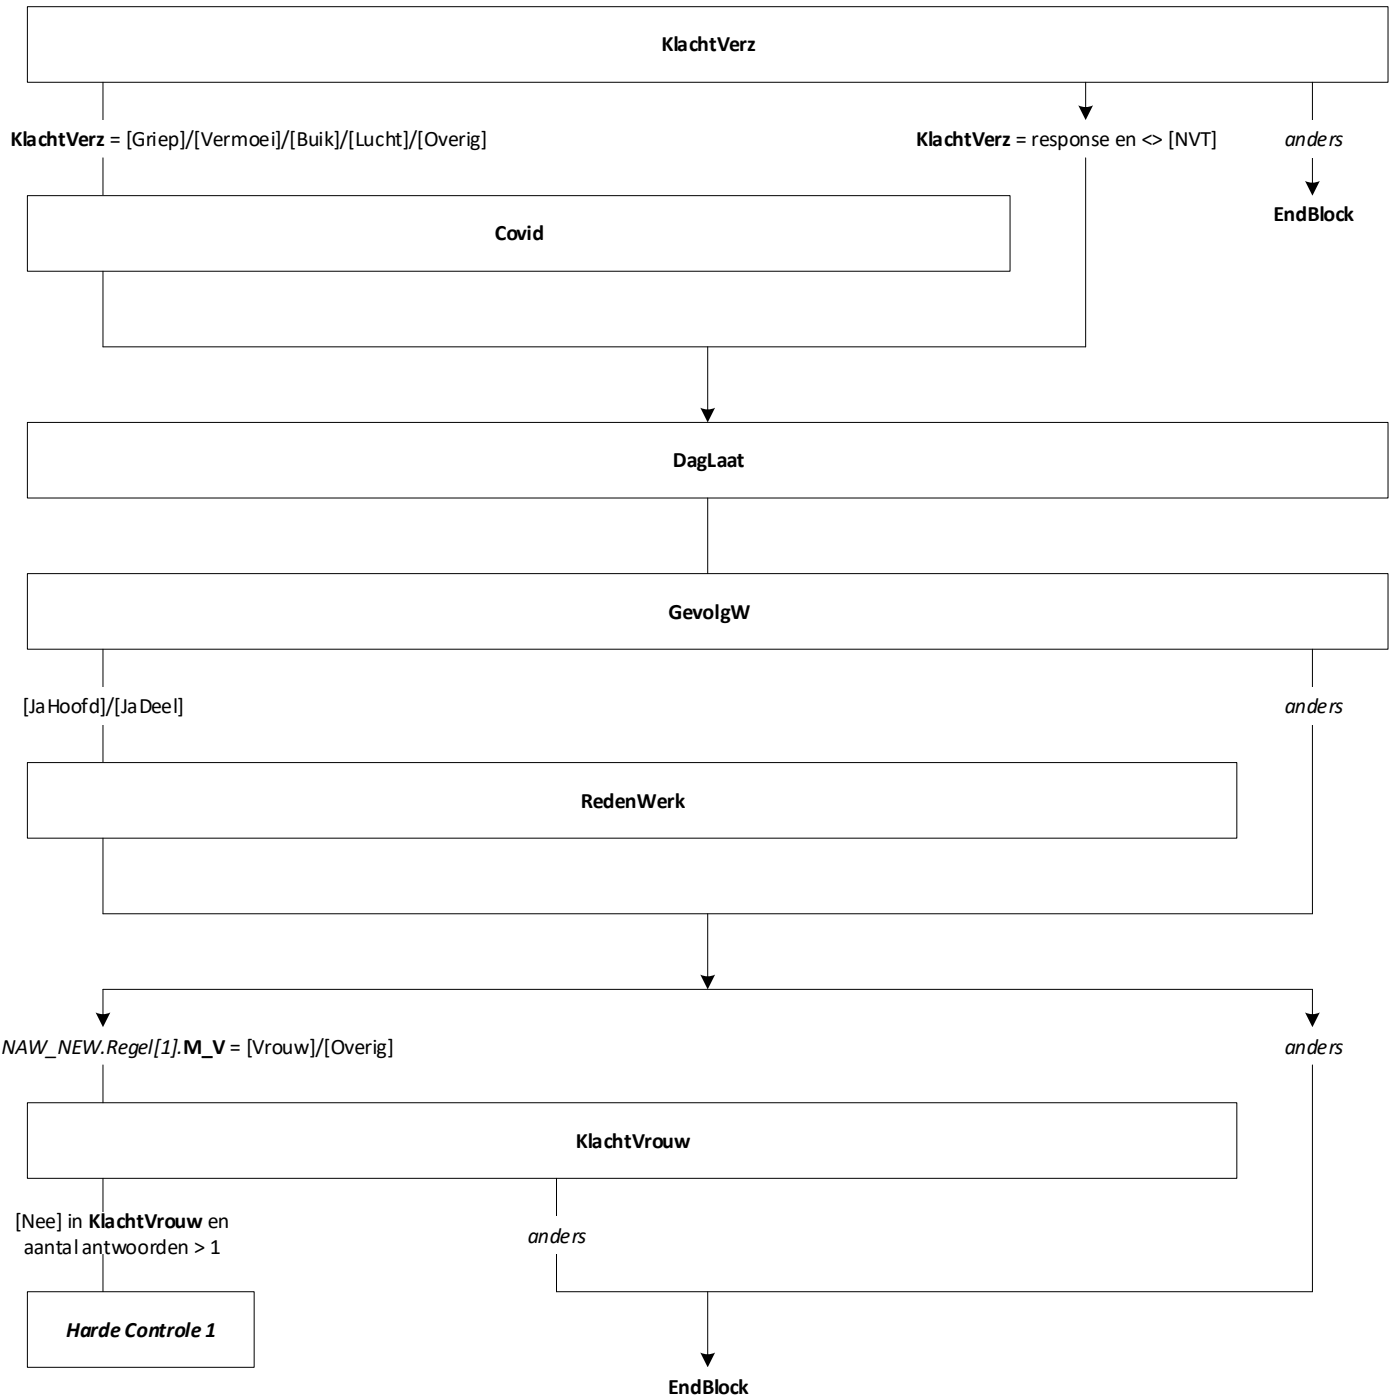 KlachtVerz
KlachtVerz = [Griep]/[Vermoei]/[Buik]/[Lucht]/[Overig]
KlachtVerz = response en <> [NVT]
anders
EndBlock
Covid
DagLaat
GevolgW
[JaHoofd]/[JaDeel]
anders
RedenWerk
NAW_NEW.Regel[1].M_V = [Vrouw]/[Overig]
anders
KlachtVrouw
[Nee] in KlachtVrouw en
aantal antwoorden > 1
anders
Harde Controle 1
EndBlock